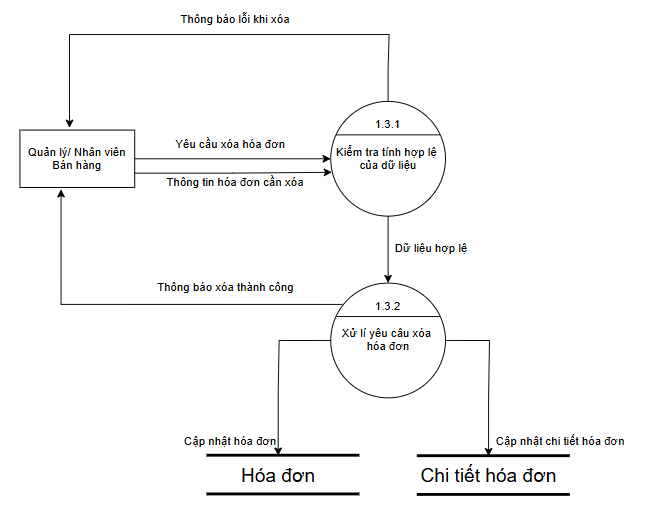 Thông báo lỗi khi xóa
1.3.1
Quản lý/ Nhân viên
Bán hàng
Yêu cầu xóa hóa đơn
Kiểm tra tính hợp lệ
của dữ liệu
Thông tin hóa đơn cần xóa
Dữ liệu hợp lệ
Thông báo xóa thành công
1.3.2
Xử lí yêu câu xóa
hóa đơn
Cập nhật hóa đơn
Cập nhật chi tiết hóa đơn
Hóa đơn
Chi tiết hóa đơn